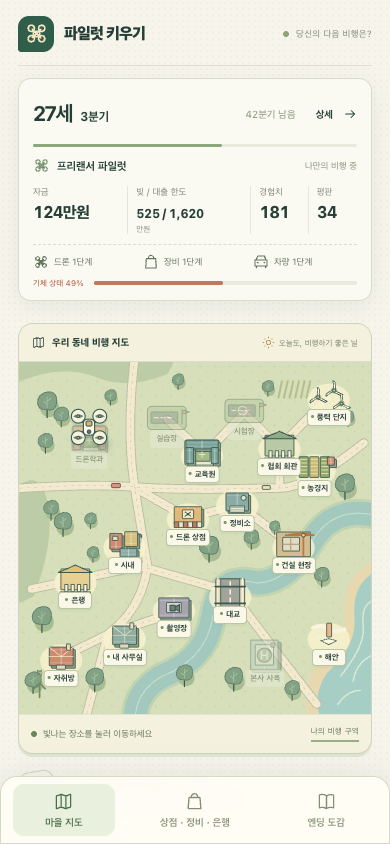 파일럿 키우기
당신의 다음 비행은?
27세 3분기
42분기 남음
상세 →
프리랜서 파일럿
나만의 비행 중
자금
124만원
빚 / 대출 한도
525 / 1,620
만원
경험치
181
평판
34
드론 1단계
장비 1단계
차량 1단계
기체 상태 49%
우리 동네 비행 지도
오늘도, 비행하기 좋은 날
풍력 단지
실습장
시험장
드론학과
교육원
협회 회관
농경지
정비소
드론 상점
시내
건설 현장
은행
대교
촬영장
내 사무실
해안
자취방
본사 사옥
빛나는 장소를 눌러 이동하세요
나의 비행 구역
마을 지도
상점 · 정비 · 은행
엔딩 도감